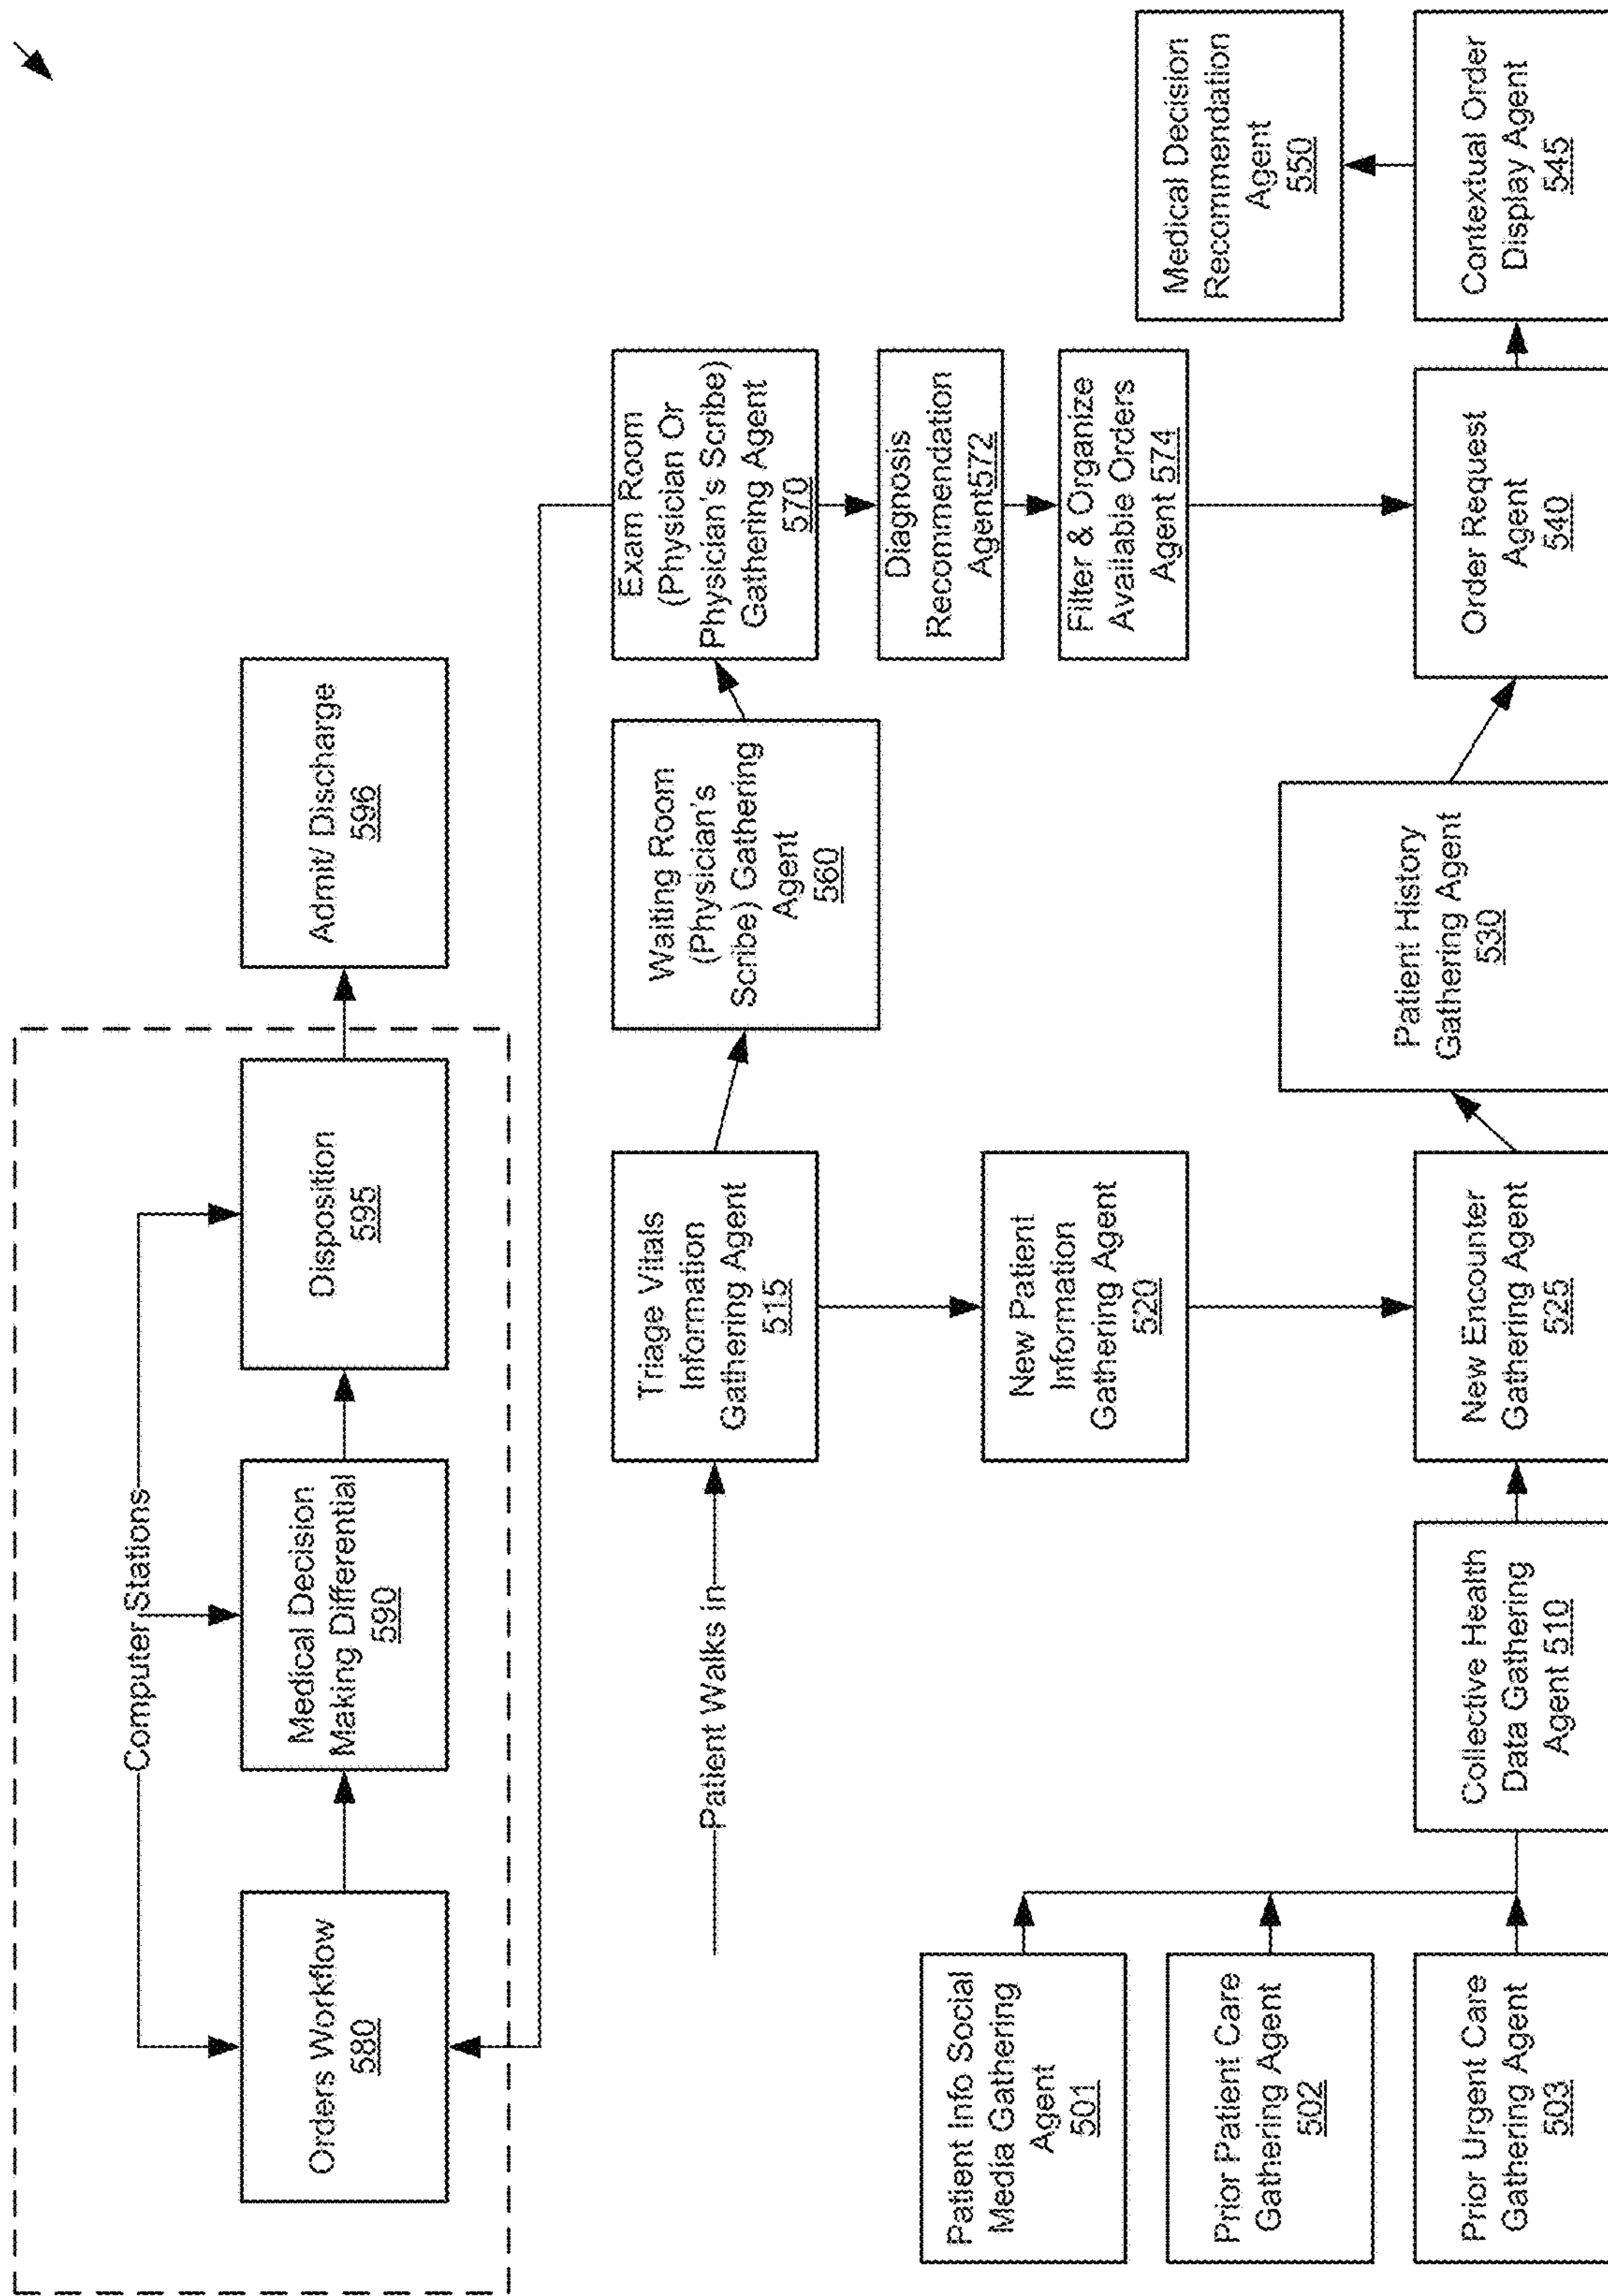 Computer Stations
Orders Workflow
580
Medical Decision
Making Differential
590
Disposition
595
Admit/ Discharge
596
Patient Walks in
Triage Vitals
Information
Gathering Agent
515
Waiting Room
(Physician's
Scribe) Gathering
Agent
560
Exam Room
(Physician Or
Physician's Scribe)
Gathering Agent
570
Diagnosis
Recommendation
Agent572
Filter & Organize
Available Orders
Agent 574
New Patient
Information
Gathering Agent
520
Patient Info Social
Media Gathering
Agent
501
Prior Patient Care
Gathering Agent
502
Prior Urgent Care
Gathering Agent
503
Collective Health
Data Gathering
Agent 510
New Encounter
Gathering Agent
525
Patient History
Gathering Agent
530
Order Request
Agent
540
Contextual Order
Display Agent
545
Medical Decision
Recommendation
Agent
550